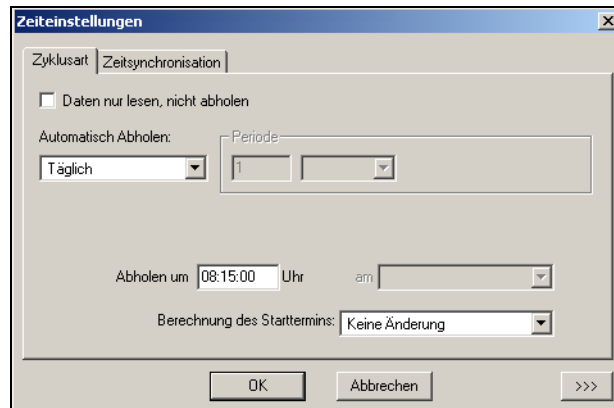 Zeiteinstellungen
Zyklusart Zeitsynchronisation
Daten nur lesen, nicht abholen
Automatisch Abholen: Periode
Täglich 1
Abholen um 08:15:00 Uhr am
Berechnung des Starttermins: Keine Änderung
OK Abbrechen >>>